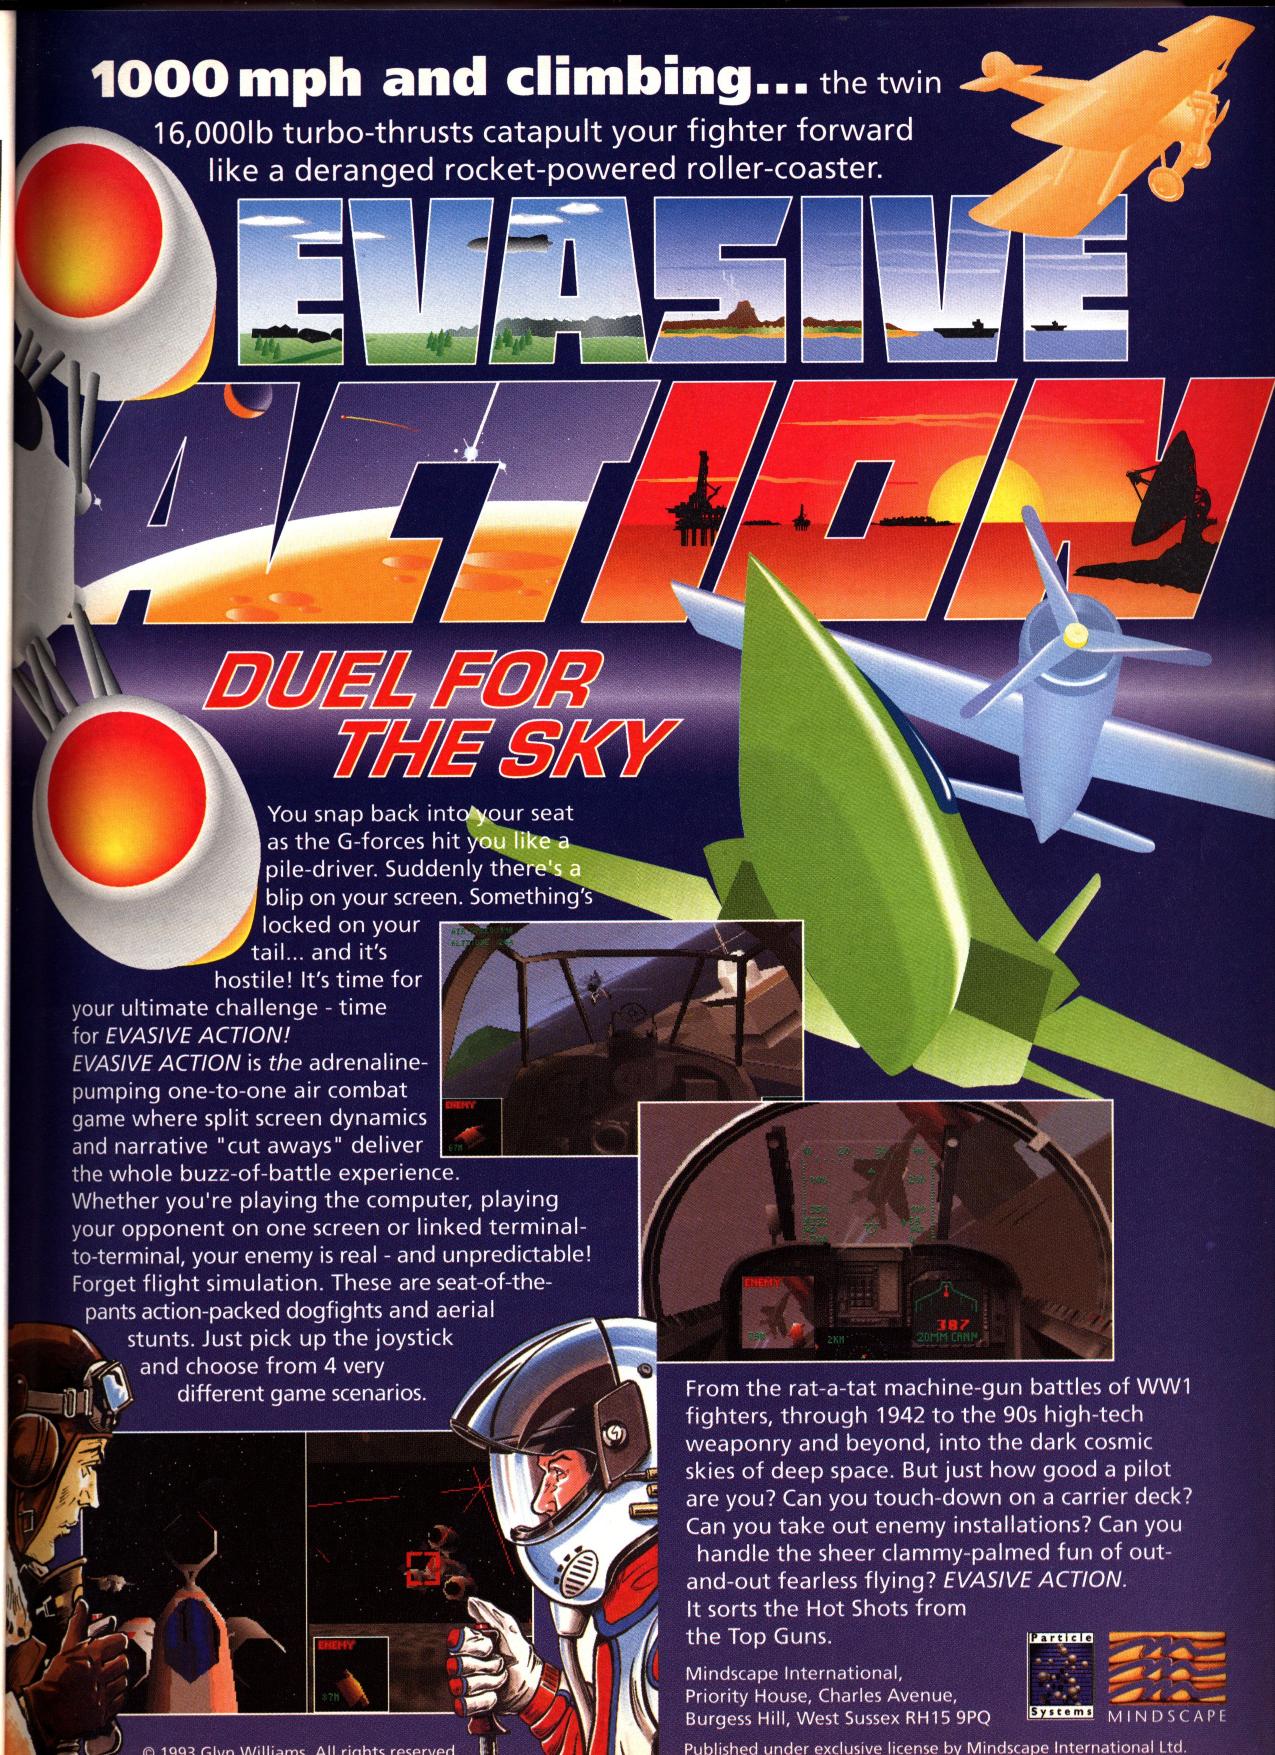 1000 mph and climbing... the twin
16,000lb turbo-thrusts catapult your fighter forward
like a deranged rocket-powered roller-coaster.
EVASIVE
ACTION
DUEL FOR
THE SKY
You snap back into your seat
as the G-forces hit you like a
pile-driver. Suddenly there's a
blip on your screen. Something's
locked on your
tail... and it's
hostile! It's time for
your ultimate challenge - time
for EVASIVE ACTION!
EVASIVE ACTION is the adrenaline-
pumping one-to-one air combat
game where split screen dynamics
and narrative "cut aways" deliver
the whole buzz-of-battle experience.
Whether you're playing the computer, playing
your opponent on one screen or linked terminal-
to-terminal, your enemy is real - and unpredictable!
Forget flight simulation. These are seat-of-the-
pants action-packed dogfights and aerial
stunts. Just pick up the joystick
and choose from 4 very
different game scenarios.
ENEMY
ENEMY
387
2KM 20MM CANN
ENEMY
From the rat-a-tat machine-gun battles of WW1
fighters, through 1942 to the 90s high-tech
weaponry and beyond, into the dark cosmic
skies of deep space. But just how good a pilot
are you? Can you touch-down on a carrier deck?
Can you take out enemy installations? Can you
handle the sheer clammy-palmed fun of out-
and-out fearless flying? EVASIVE ACTION.
It sorts the Hot Shots from
the Top Guns.
Mindscape International,
Priority House, Charles Avenue,
Burgess Hill, West Sussex RH15 9PQ
Particle
Systems
MINDSCAPE
© 1993 Glyn Williams. All rights reserved
Published under exclusive license by Mindscape International Ltd.